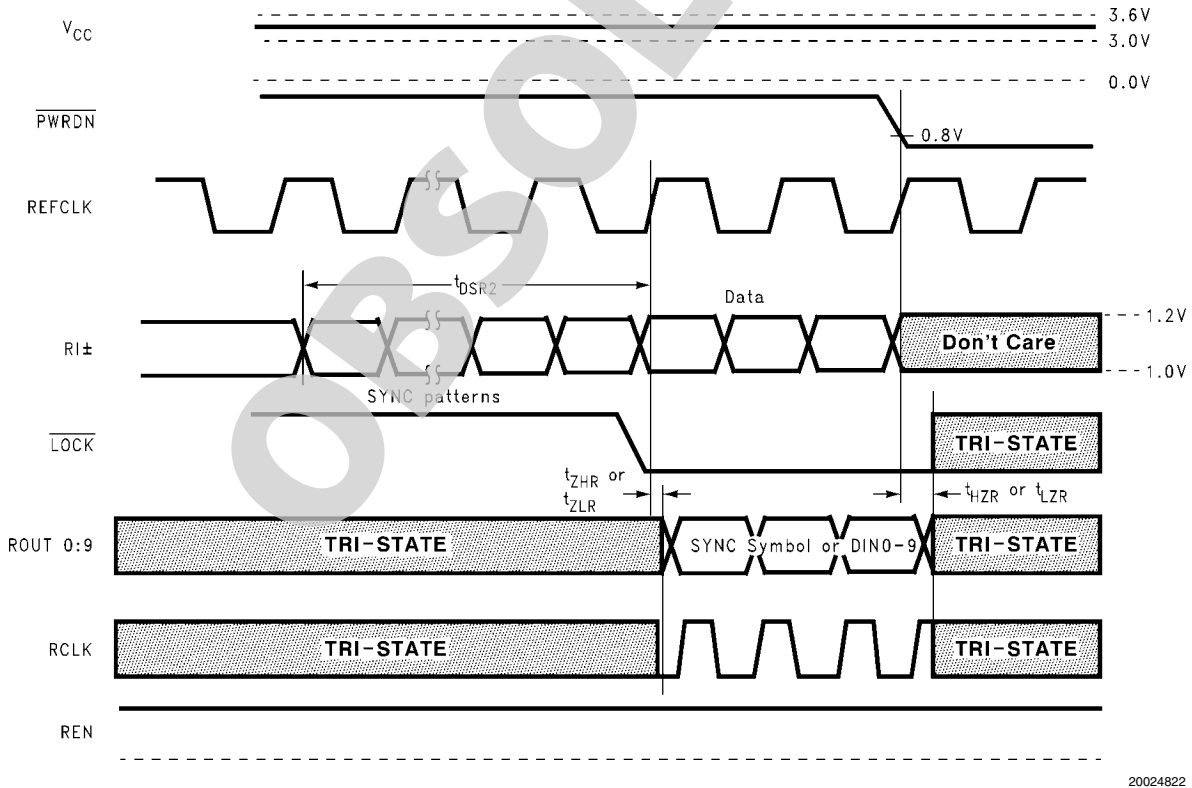 3.6V
VCC
3.0V
0.0V
PWRDN
0.8V
REFCLK
tDSR2
Data
1.2V
RI±
Don't Care
1.0V
SYNC patterns
LOCK
TRI-STATE
tZHR or
tZLR
tHZR or tLZR
ROUT 0:9
TRI-STATE
SYNC Symbol or DIN0-9
TRI-STATE
RCLK
TRI-STATE
TRI-STATE
REN
20024822
OBSOL